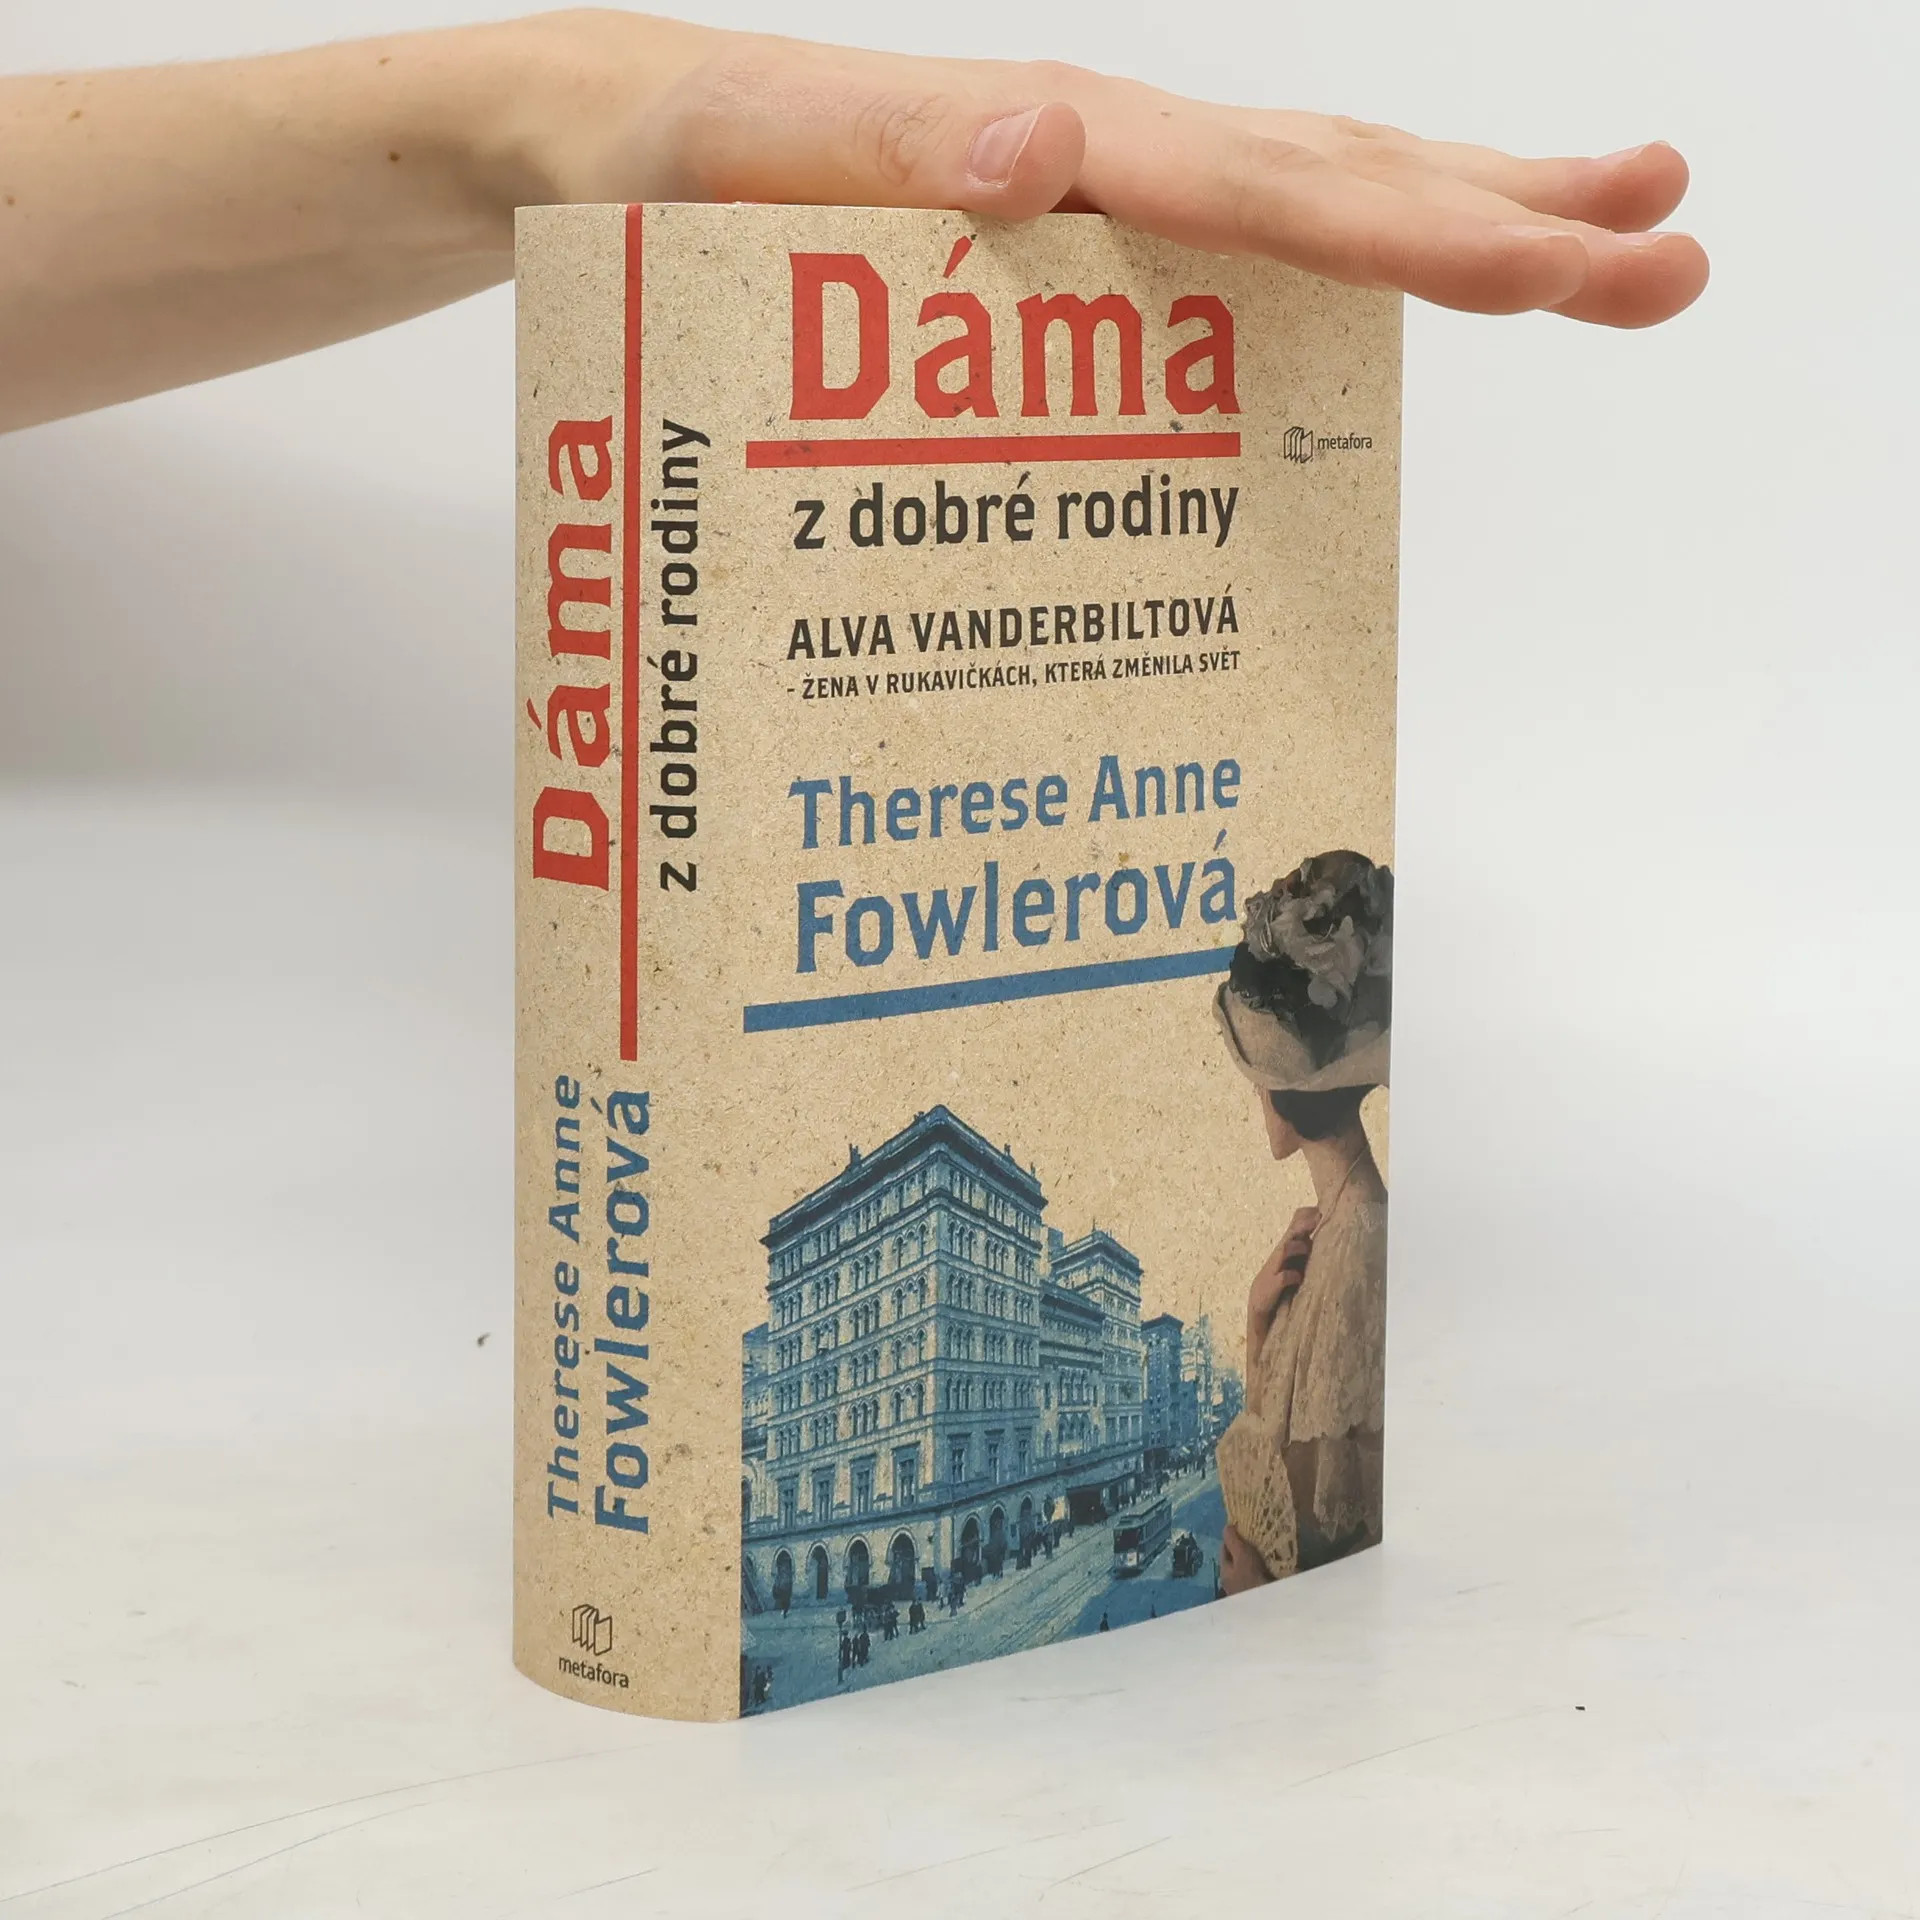 Dáma
z dobré rodiny
Therese Anne
Fowlerová
metafora
Dáma
metafora
z dobré rodiny
ALVA VANDERBILTOVÁ
- ŽENA V RUKAVIČKÁCH, KTERÁ ZMĚNILA SVĚT
Therese Anne
Fowlerová